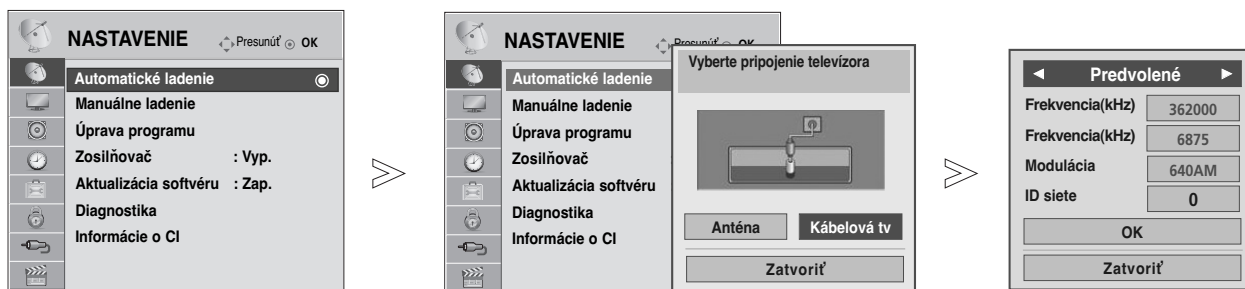 NASTAVENIE Presunúť OK
Automatické ladenie
Manuálne ladenie
Úprava programu
Zosilňovač : Vyp.
Aktualizácia softvéru : Zap.
Diagnostika
Informácie o CI
NASTAVENIE Presunúť OK
Automatické ladenie
Manuálne ladenie
Úprava programu
Zosilňovač
Aktualizácia softvéru
Diagnostika
Informácie o CI
Vyberte pripojenie televízora
Anténa Kábelová tv
Zatvoriť
Predvolené
Frekvencia(kHz) 362000
Frekvencia(kHz) 6875
Modulácia 640AM
ID siete 0
OK
Zatvoriť